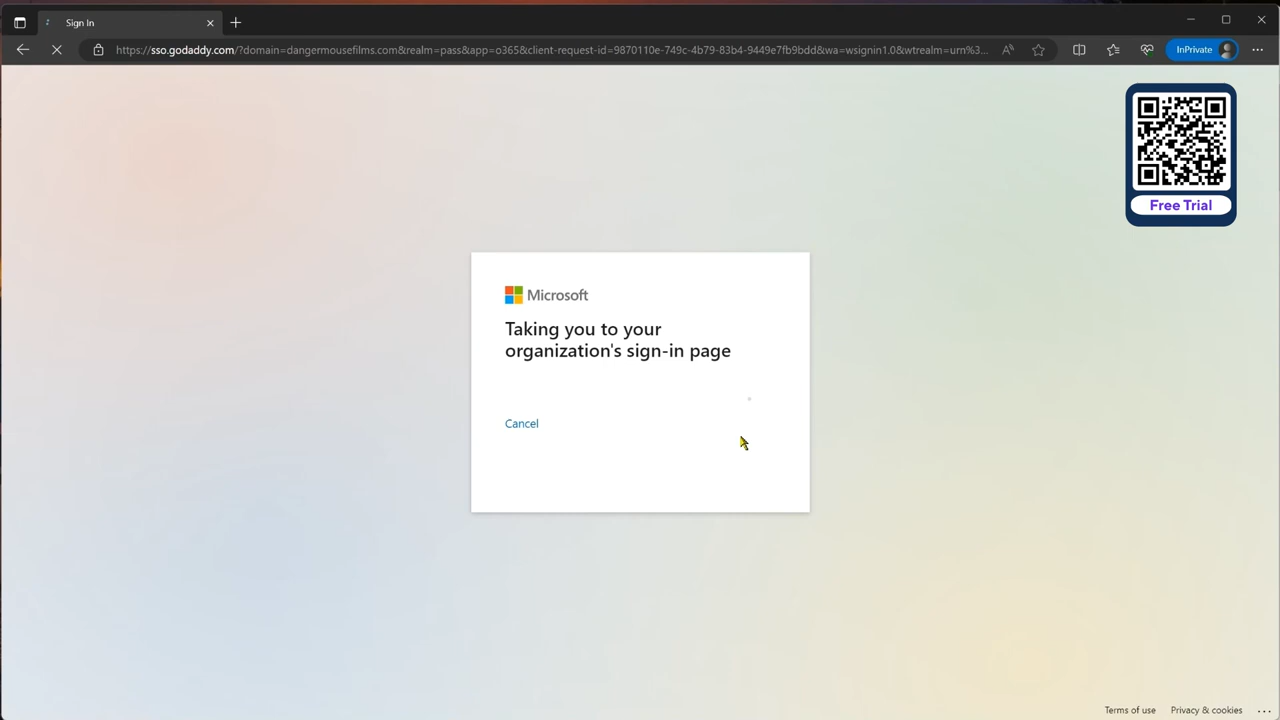 Sign In
https://sso.godaddy.com/?domain=dangermousefilms.com&realm=pass&app=o365&client-request-id=9870110e-749c-4b79-83b4-9449e7fb9bdd&wa=wsignin1.0&wtrealm=urn%3...
InPrivate
Free Trial
Microsoft
Taking you to your
organization's sign-in page
Cancel
Terms of use
Privacy & cookies
...